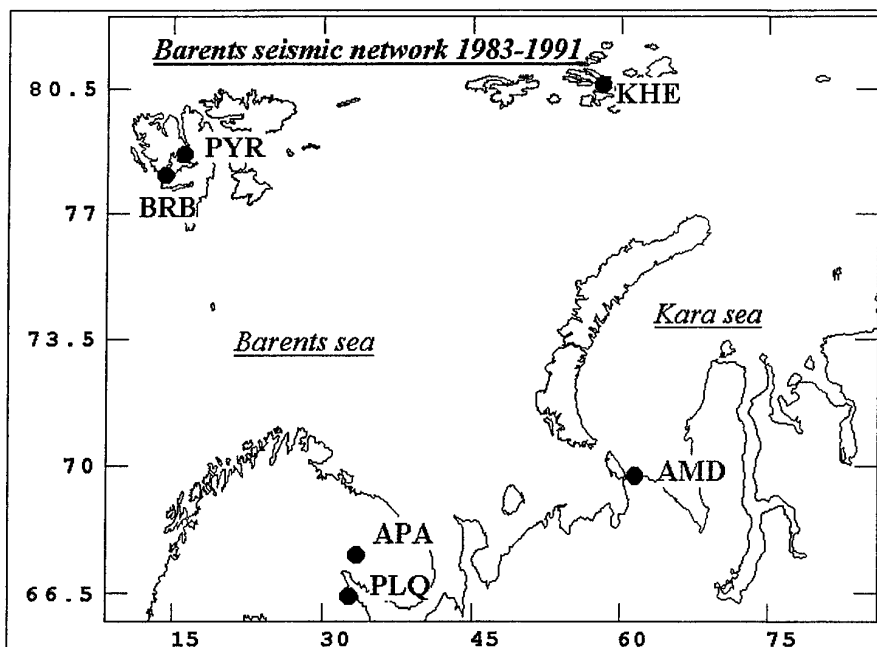 Barents seismic network 1983-1991
80.5
KHE
PYR
BRB
77
Kara sea
73.5
Barents sea
70
AMD
APA
PLQ
66.5
15 30 45 60 75